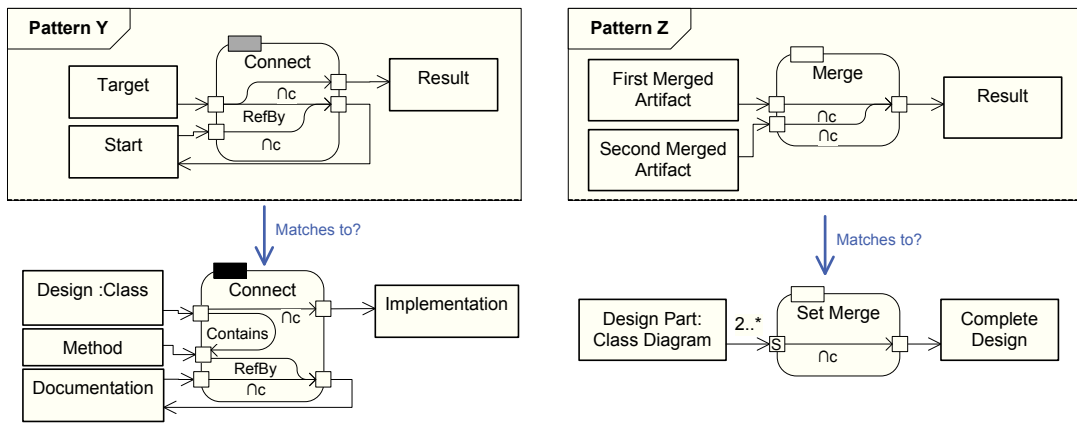 Pattern Y
Connect
Target
Result
∩c
RefBy
Start
∩c
Matches to?
Design :Class
Connect
Implementation
∩c
Contains
Method
RefBy
Documentation
∩c
Pattern Z
Merge
First Merged
Artifact
Result
∩c
∩c
Second Merged
Artifact
Matches to?
Design Part:
Class Diagram
2..*
S
Set Merge
∩c
Complete
Design